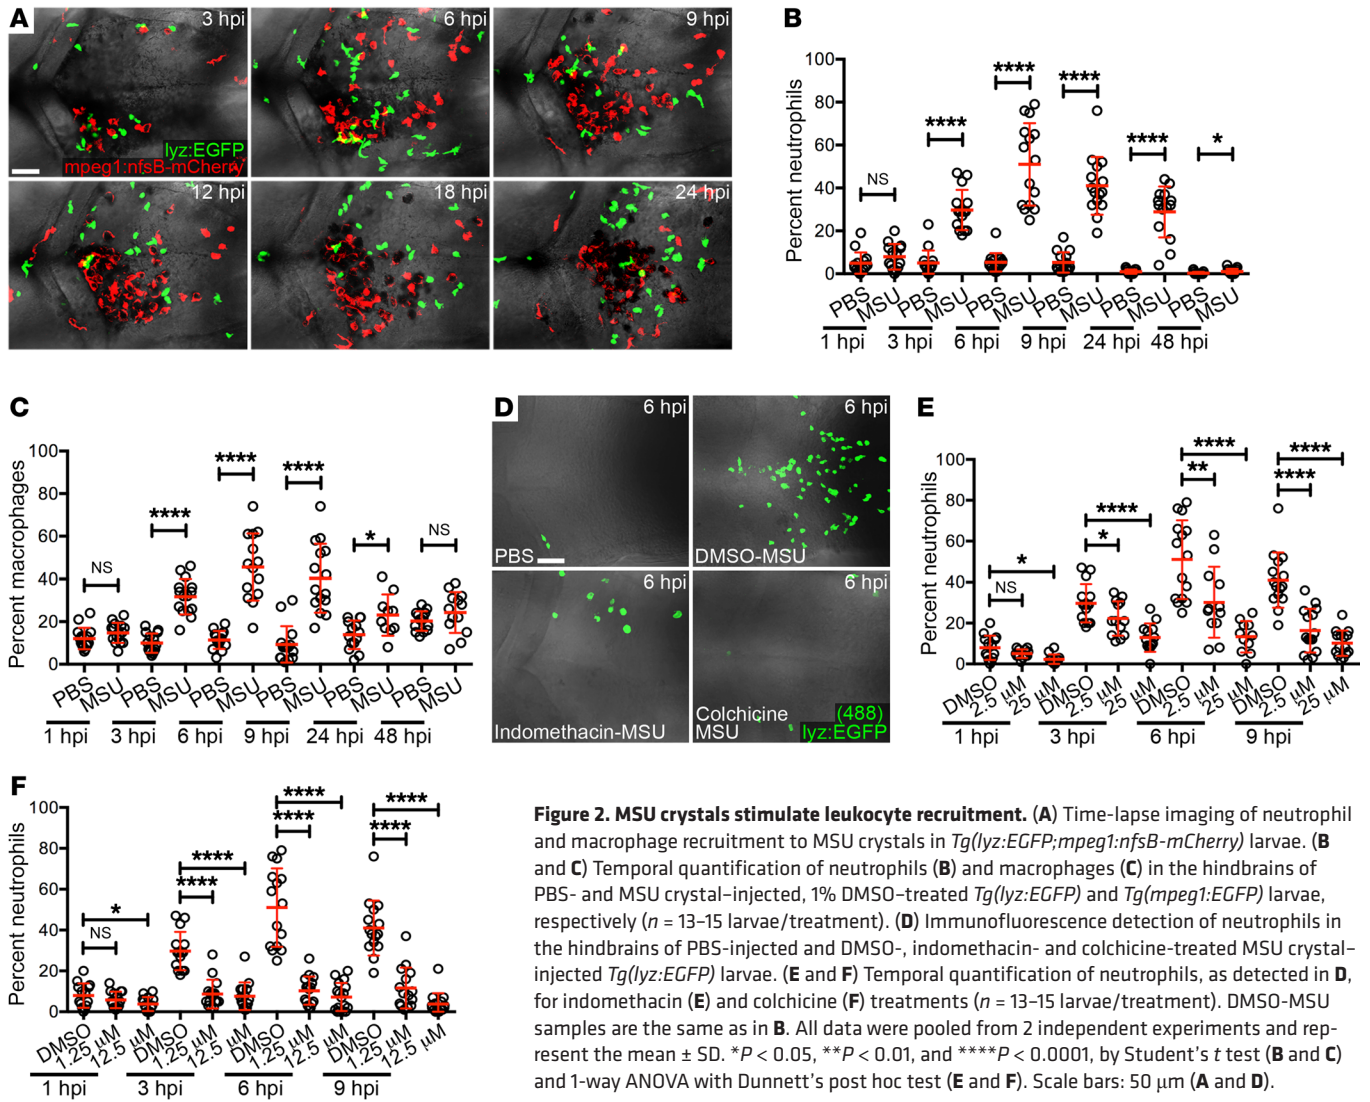 A
3 hpi
6 hpi
9 hpi
lyz:EGFP
mpeg1:nfsB-mCherry
12 hpi
18 hpi
24 hpi
B
Percent neutrophils
100
80
60
40
20
0
NS
****
****
****
****
*
PBS MSU PBS MSU PBS MSU PBS MSU PBS MSU PBS MSU
1 hpi 3 hpi 6 hpi 9 hpi 24 hpi 48 hpi
C
Percent macrophages
100
80
60
40
20
0
NS
****
****
****
*
NS
PBS MSU PBS MSU PBS MSU PBS MSU PBS MSU PBS MSU
1 hpi 3 hpi 6 hpi 9 hpi 24 hpi 48 hpi
D
6 hpi
PBS
6 hpi
DMSO-MSU
6 hpi
Indomethacin-MSU
6 hpi
Colchicine
MSU
(488)
lyz:EGFP
E
Percent neutrophils
100
80
60
40
20
0
NS
*
*
****
**
****
****
****
DMSO 2.5 µM 25 µM DMSO 2.5 µM 25 µM DMSO 2.5 µM 25 µM DMSO 2.5 µM 25 µM
1 hpi 3 hpi 6 hpi 9 hpi
F
Percent neutrophils
100
80
60
40
20
0
NS
*
****
****
****
****
****
****
DMSO 1.25 µM 12.5 µM DMSO 1.25 µM 12.5 µM DMSO 1.25 µM 12.5 µM DMSO 1.25 µM 12.5 µM
1 hpi 3 hpi 6 hpi 9 hpi
Figure 2. MSU crystals stimulate leukocyte recruitment. (A) Time-lapse imaging of neutrophil
and macrophage recruitment to MSU crystals in Tg(lyz:EGFP;mpeg1:nfsB-mCherry) larvae. (B
and C) Temporal quantification of neutrophils (B) and macrophages (C) in the hindbrains of
PBS- and MSU crystal–injected, 1% DMSO–treated Tg(lyz:EGFP) and Tg(mpeg1:EGFP) larvae,
respectively (n = 13–15 larvae/treatment). (D) Immunofluorescence detection of neutrophils in
the hindbrains of PBS-injected and DMSO-, indomethacin- and colchicine-treated MSU crystal–
injected Tg(lyz:EGFP) larvae. (E and F) Temporal quantification of neutrophils, as detected in D,
for indomethacin (E) and colchicine (F) treatments (n = 13–15 larvae/treatment). DMSO-MSU
samples are the same as in B. All data were pooled from 2 independent experiments and rep-
resent the mean ± SD. *P < 0.05, **P < 0.01, and ****P < 0.0001, by Student's t test (B and C)
and 1-way ANOVA with Dunnett's post hoc test (E and F). Scale bars: 50 µm (A and D).